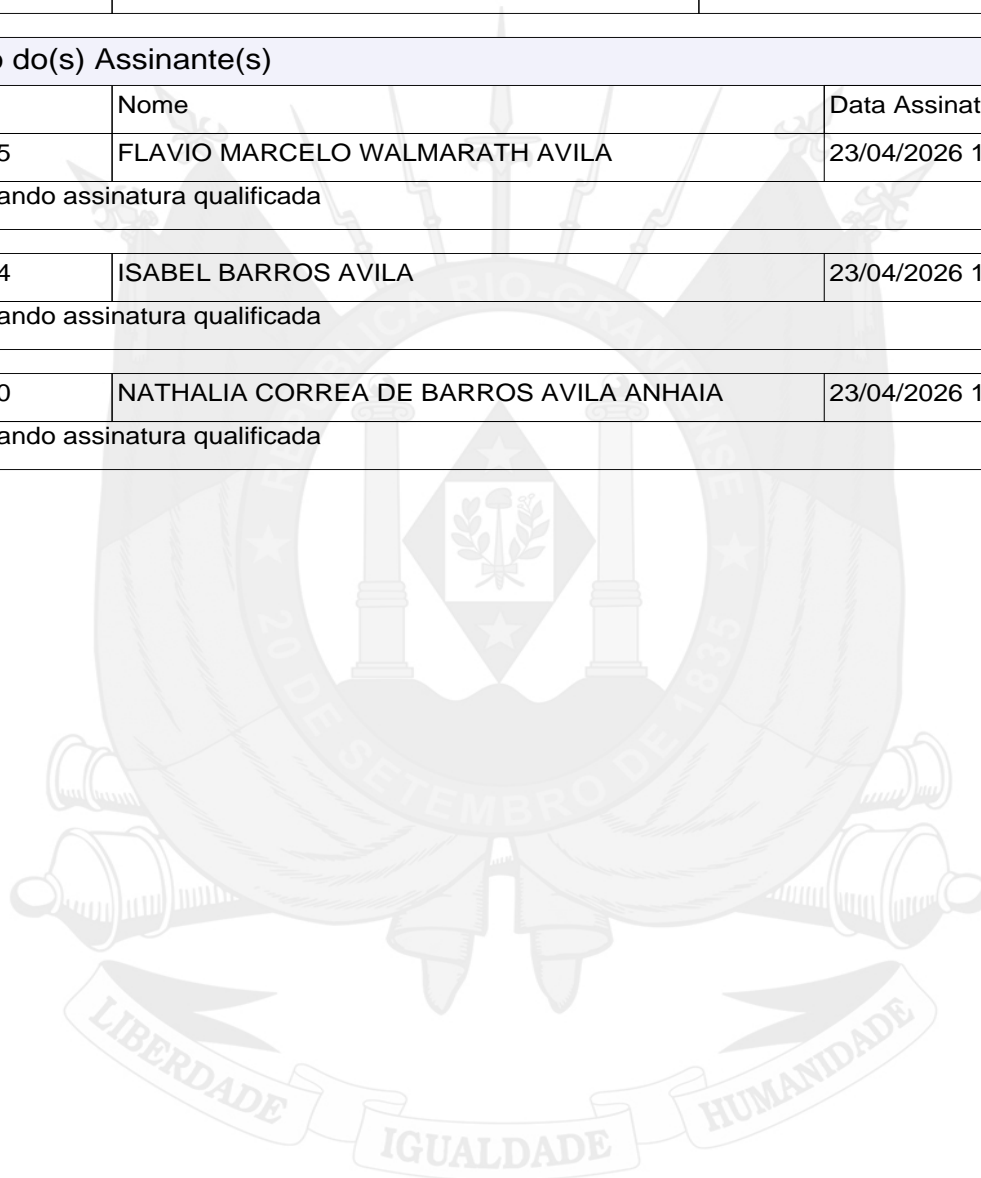 o do(s) Assinante(s)
Nome Data Assinat
5 FLAVIO MARCELO WALMARATH AVILA 23/04/2026 1
ando assinatura qualificada
4 ISABEL BARROS AVILA 23/04/2026 1
ando assinatura qualificada
0 NATHALIA CORREA DE BARROS AVILA ANHAIA 23/04/2026 1
ando assinatura qualificada
REPÚBLICA RIO-GRANDENSE
20 DE SETEMBRO DE 1835
LIBERDADE IGUALDADE HUMANIDADE